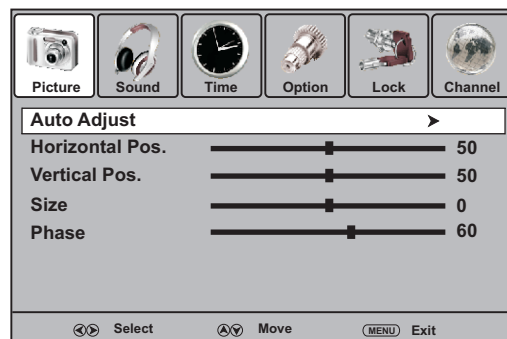 Picture Sound Time Option Lock Channel
Auto Adjust
Horizontal Pos. 50
Vertical Pos. 50
Size 0
Phase 60
Select Move MENU Exit